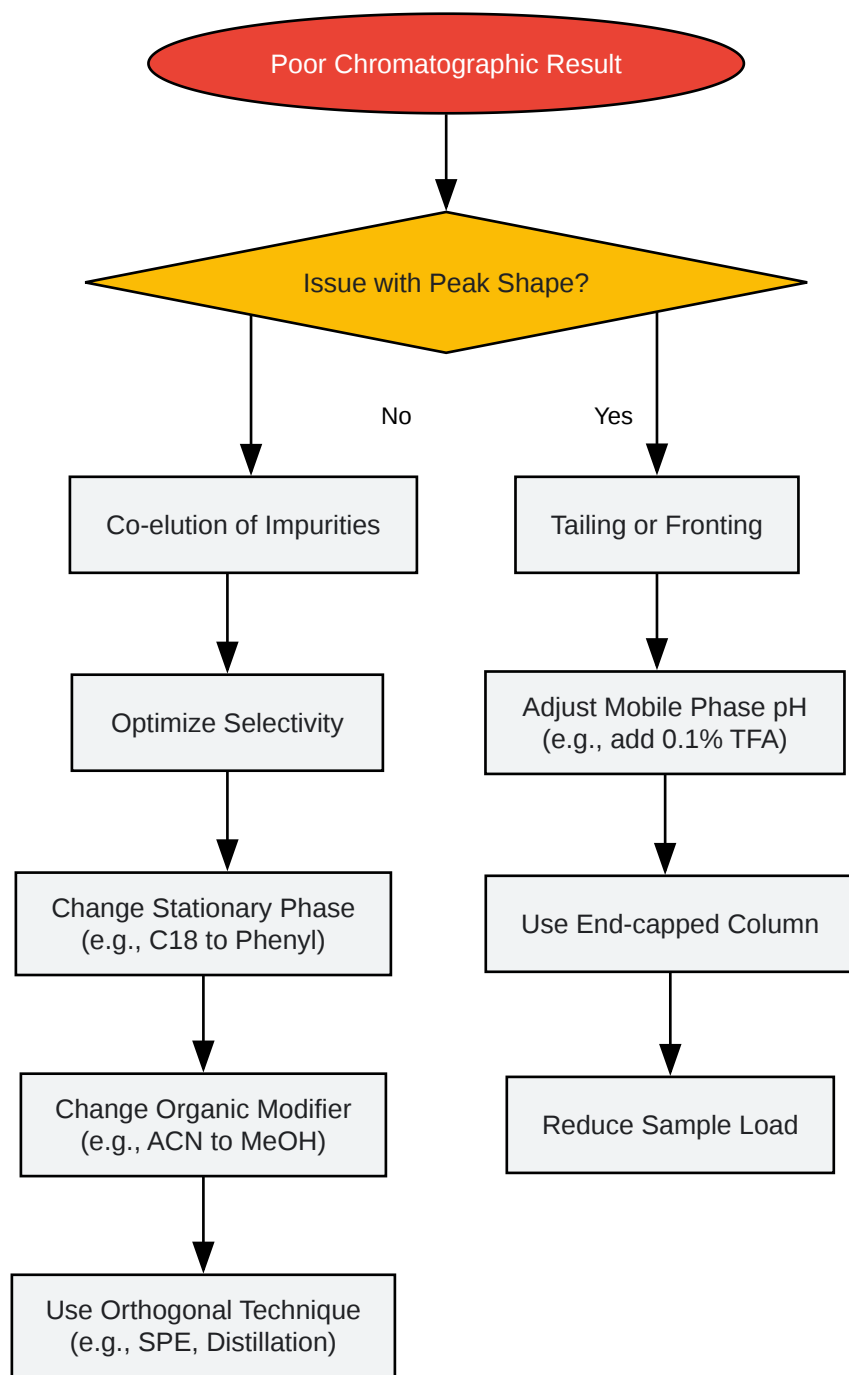 Poor Chromatographic Result
Issue with Peak Shape?
No
Yes
Co-elution of Impurities
Tailing or Fronting
Optimize Selectivity
Adjust Mobile Phase pH
(e.g., add 0.1% TFA)
Change Stationary Phase
(e.g., C18 to Phenyl)
Use End-capped Column
Change Organic Modifier
(e.g., ACN to MeOH)
Reduce Sample Load
Use Orthogonal Technique
(e.g., SPE, Distillation)